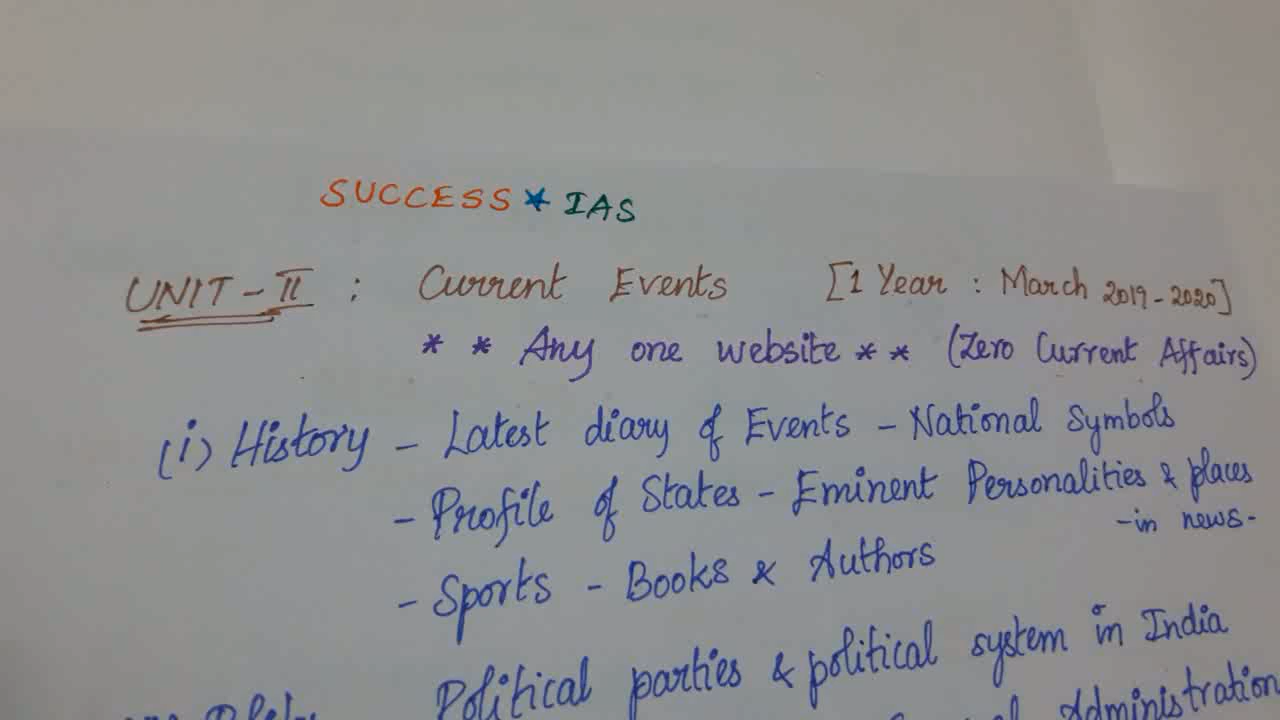 SUCCESS * IAS
UNIT-II : Current Events [1 Year : March 2019-2020]
* * Any one website * * (Zero Current Affairs)
(i) History - Latest diary of Events - National Symbols
- Profile of States - Eminent Personalities & places
-in news-
- Sports - Books & Authors
Political parties & political system in India
Administration